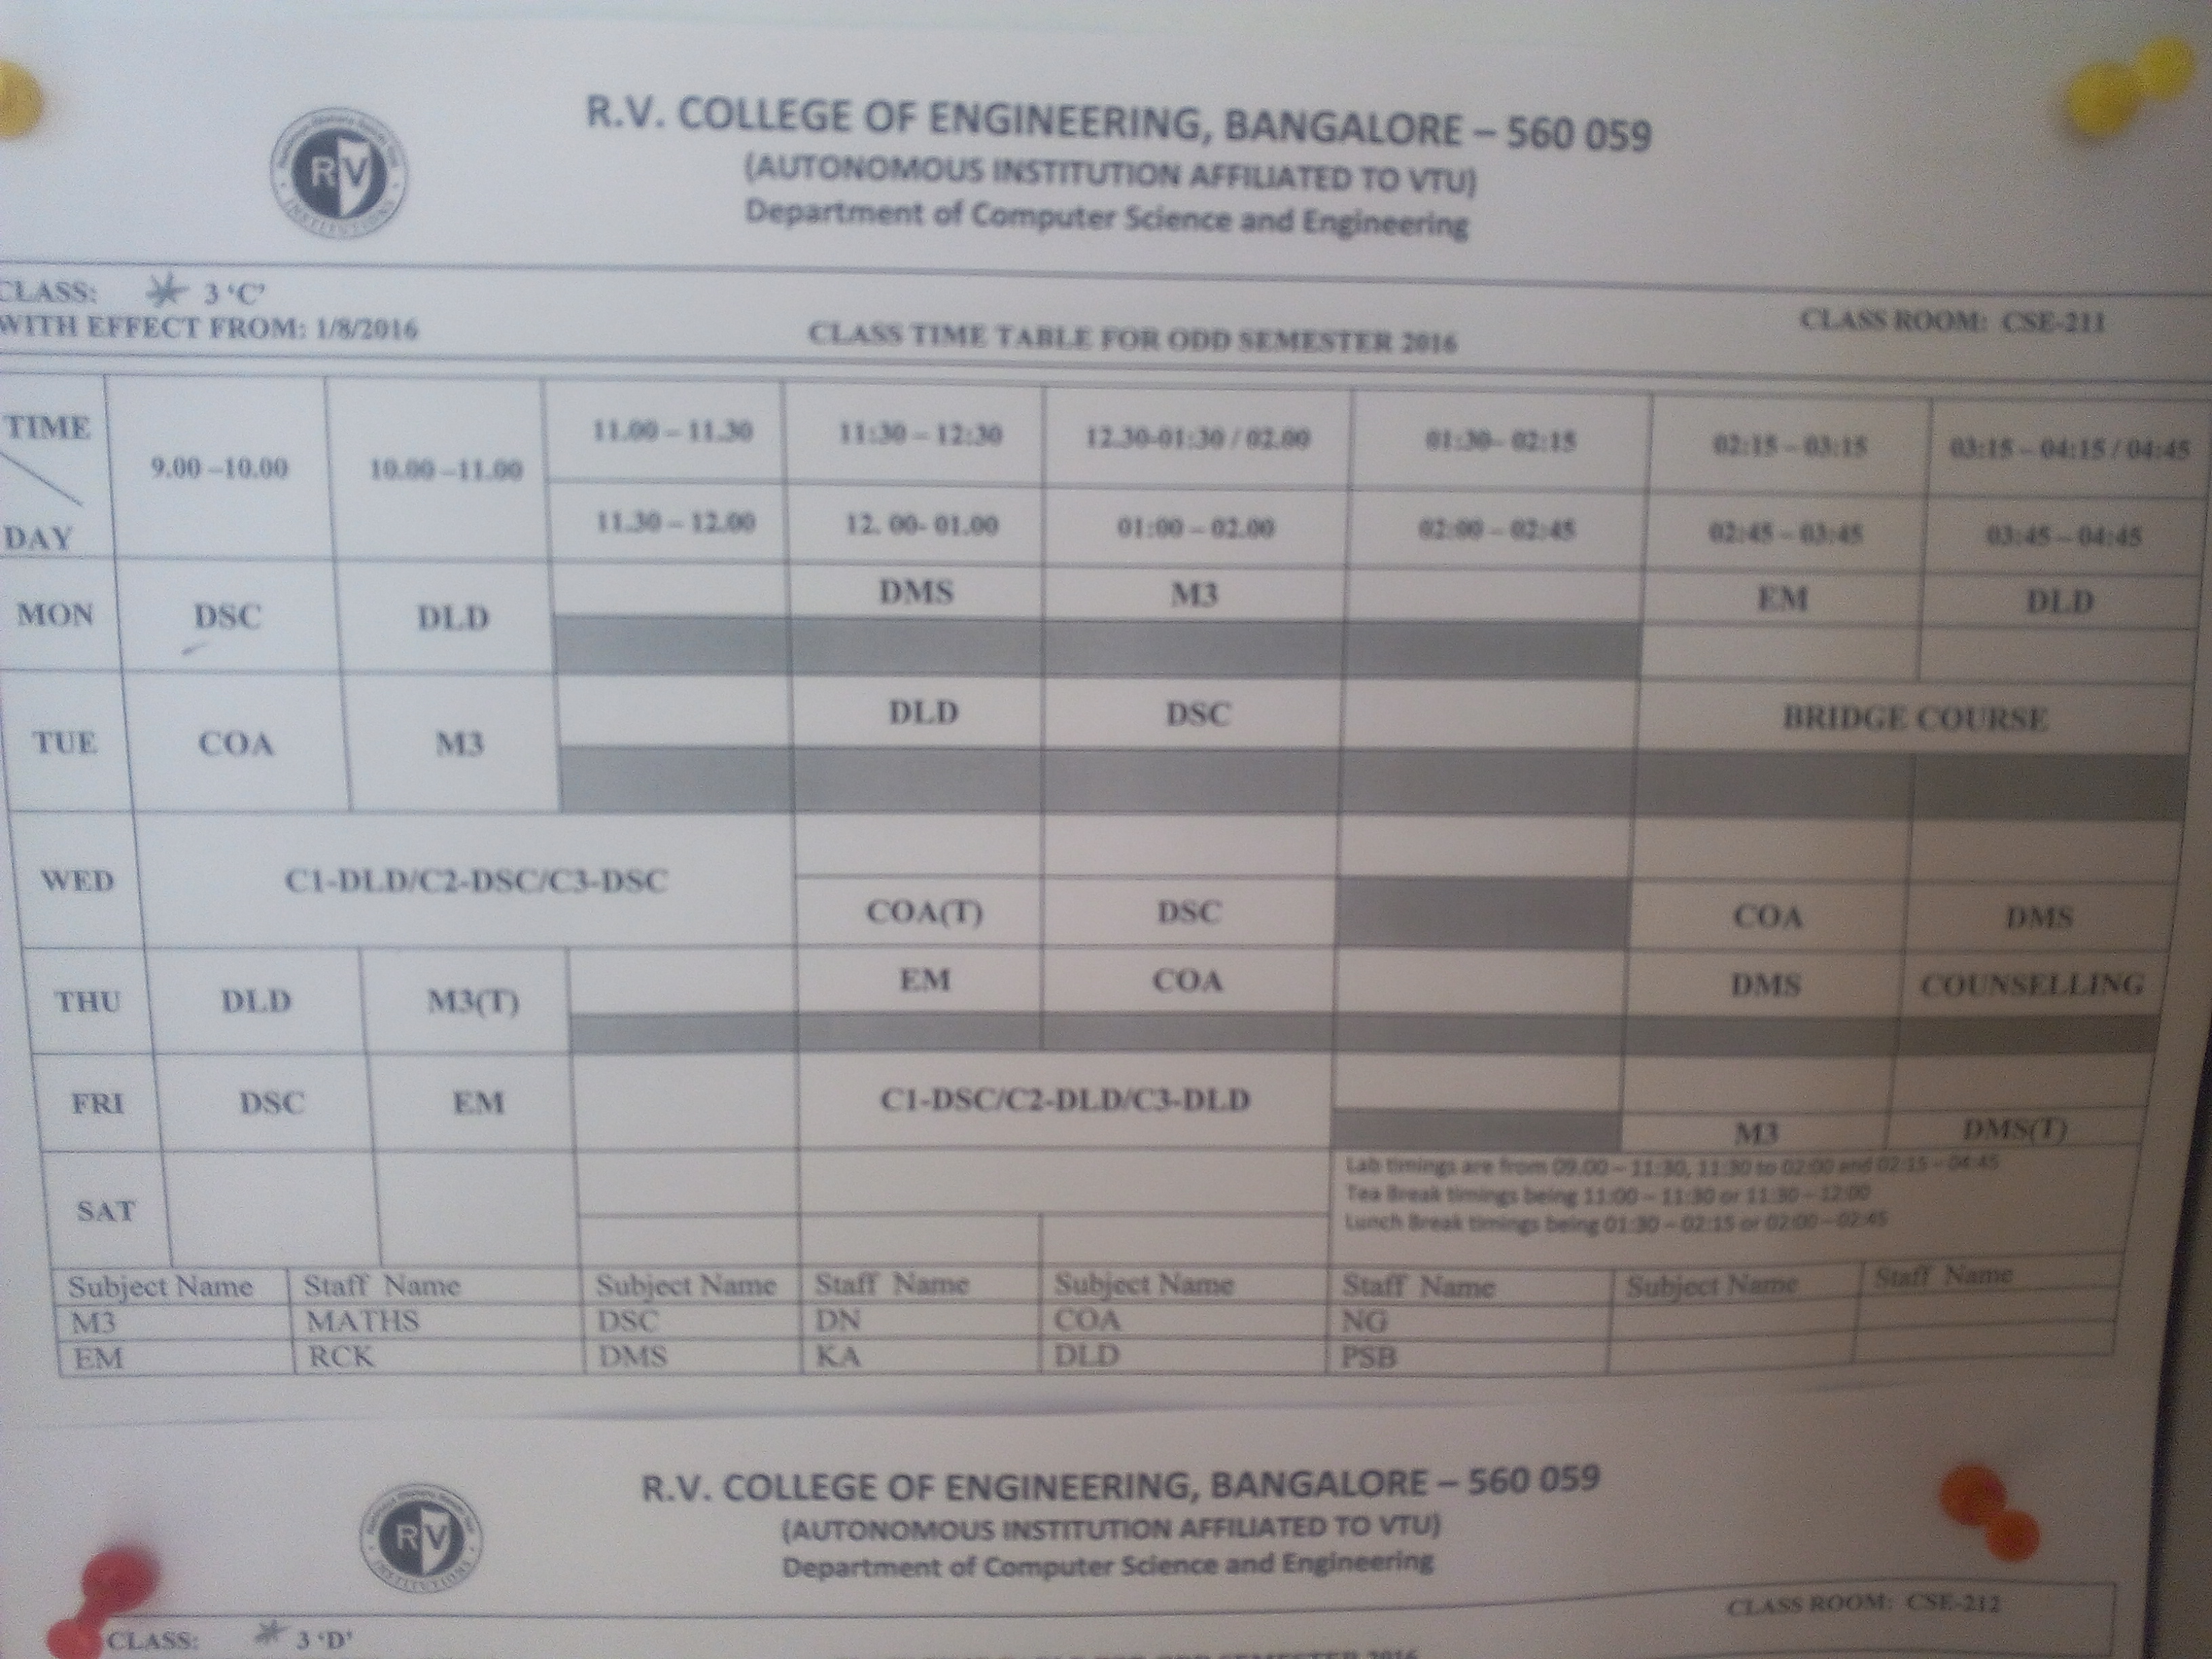 R.V. COLLEGE OF ENGINEERING, BANGALORE – 560 059
(AUTONOMOUS INSTITUTION AFFILIATED TO VTU)
Department of Computer Science and Engineering
RV
INSTITUTIONS
CLASS: 3 'C'
CLASS ROOM: CSE-211
WITH EFFECT FROM: 1/8/2016 CLASS TIME TABLE FOR ODD SEMESTER 2016
TIME 9.00 –10.00 10.00 –11.00 11.00 – 11.30 11:30 – 12:30 12.30-01:30 / 02.00 01:30– 02:15 02:15 – 03:15 03:15 – 04:15 / 04:45
DAY 11.30 – 12.00 12. 00- 01.00 01:00 – 02.00 02:00 – 02:45 02:45 – 03:45 03:45 – 04:45
MON DSC DLD DMS M3 EM DLD
TUE COA M3 DLD DSC BRIDGE COURSE
WED C1-DLD/C2-DSC/C3-DSC COA(T) DSC COA DMS
THU DLD M3(T) EM COA DMS COUNSELLING
FRI DSC EM C1-DSC/C2-DLD/C3-DLD M3 DMS(T)
SAT
Lab timings are from 09.00 – 11:30, 11:30 to 02:00 and 02:15 – 04:45
Tea Break timings being 11:00 – 11:30 or 11:30 – 12:00
Lunch Break timings being 01:30 – 02:15 or 02:00 – 02:45
Subject Name Staff Name Subject Name Staff Name Subject Name Staff Name Subject Name Staff Name
M3 MATHS DSC DN COA NG
EM RCK DMS KA DLD PSB
R.V. COLLEGE OF ENGINEERING, BANGALORE – 560 059
(AUTONOMOUS INSTITUTION AFFILIATED TO VTU)
Department of Computer Science and Engineering
RV
INSTITUTIONS
CLASS ROOM: CSE-212
CLASS: 3 'D'